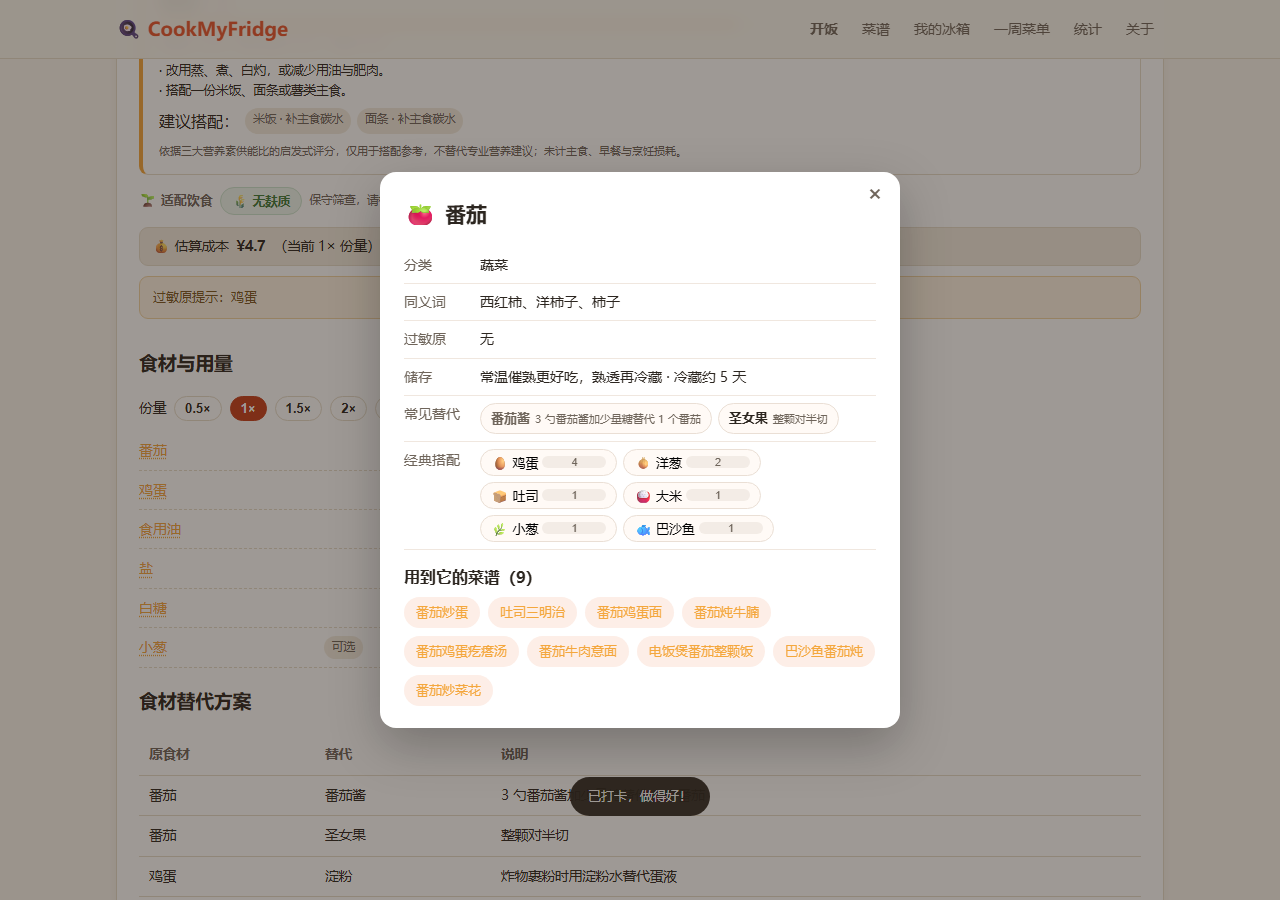 CookMyFridge
开饭 菜谱 我的冰箱 一周菜单 统计 关于
· 改用蒸、煮、白灼，或减少用油与肥肉。
· 搭配一份米饭、面条或薯类主食。
建议搭配： 米饭 · 补主食碳水 面条 · 补主食碳水
依据三大营养素供能比的启发式评分，仅用于搭配参考，不替代专业营养建议；未计主食、早餐与烹饪损耗。
适配饮食 无麸质 保守筛查，请
估算成本 ¥4.7 （当前 1× 份量）
过敏原提示：鸡蛋
食材与用量
份量 0.5× 1× 1.5× 2×
番茄
鸡蛋
食用油
盐
白糖
小葱 可选
食材替代方案
原食材 替代 说明
番茄 番茄酱 3 勺番茄酱
番茄 圣女果 整颗对半切
鸡蛋 淀粉 炸物裹粉时用淀粉水替代蛋液
×
番茄
分类 蔬菜
同义词 西红柿、洋柿子、柿子
过敏原 无
储存 常温催熟更好吃，熟透再冷藏 · 冷藏约 5 天
常见替代 番茄酱 3 勺番茄酱加少量糖替代 1 个番茄 圣女果 整颗对半切
经典搭配 鸡蛋 4 洋葱 2
吐司 1 大米 1
小葱 1 巴沙鱼 1
用到它的菜谱（9）
番茄炒蛋 吐司三明治 番茄鸡蛋面 番茄炖牛腩
番茄鸡蛋疙瘩汤 番茄牛肉意面 电饭煲番茄整颗饭 巴沙鱼番茄炖
番茄炒菜花
已打卡，做得好！